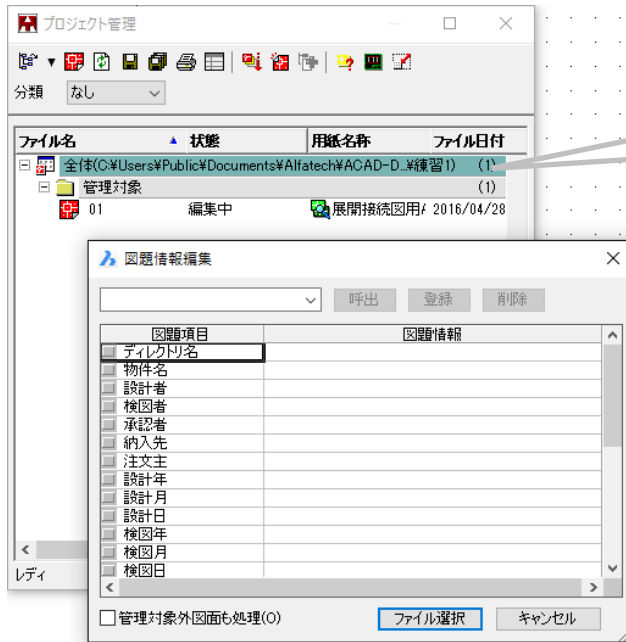 プロジェクト管理
分類 なし
ファイル名 状態 用紙名称 ファイル日付
全体(C:¥Users¥Public¥Documents¥Alfatech¥ACAD-D..¥練習1) (1)
管理対象 (1)
01 編集中 展開接続図用 2016/04/28
図題情報編集
呼出 登録 削除
図題項目 図題情報
ディレクトリ名
物件名
設計者
検図者
承認者
納入先
注文主
設計年
設計月
設計日
検図年
検図月
検図日
レディ
管理対象外図面も処理(O) ファイル選択 キャンセル